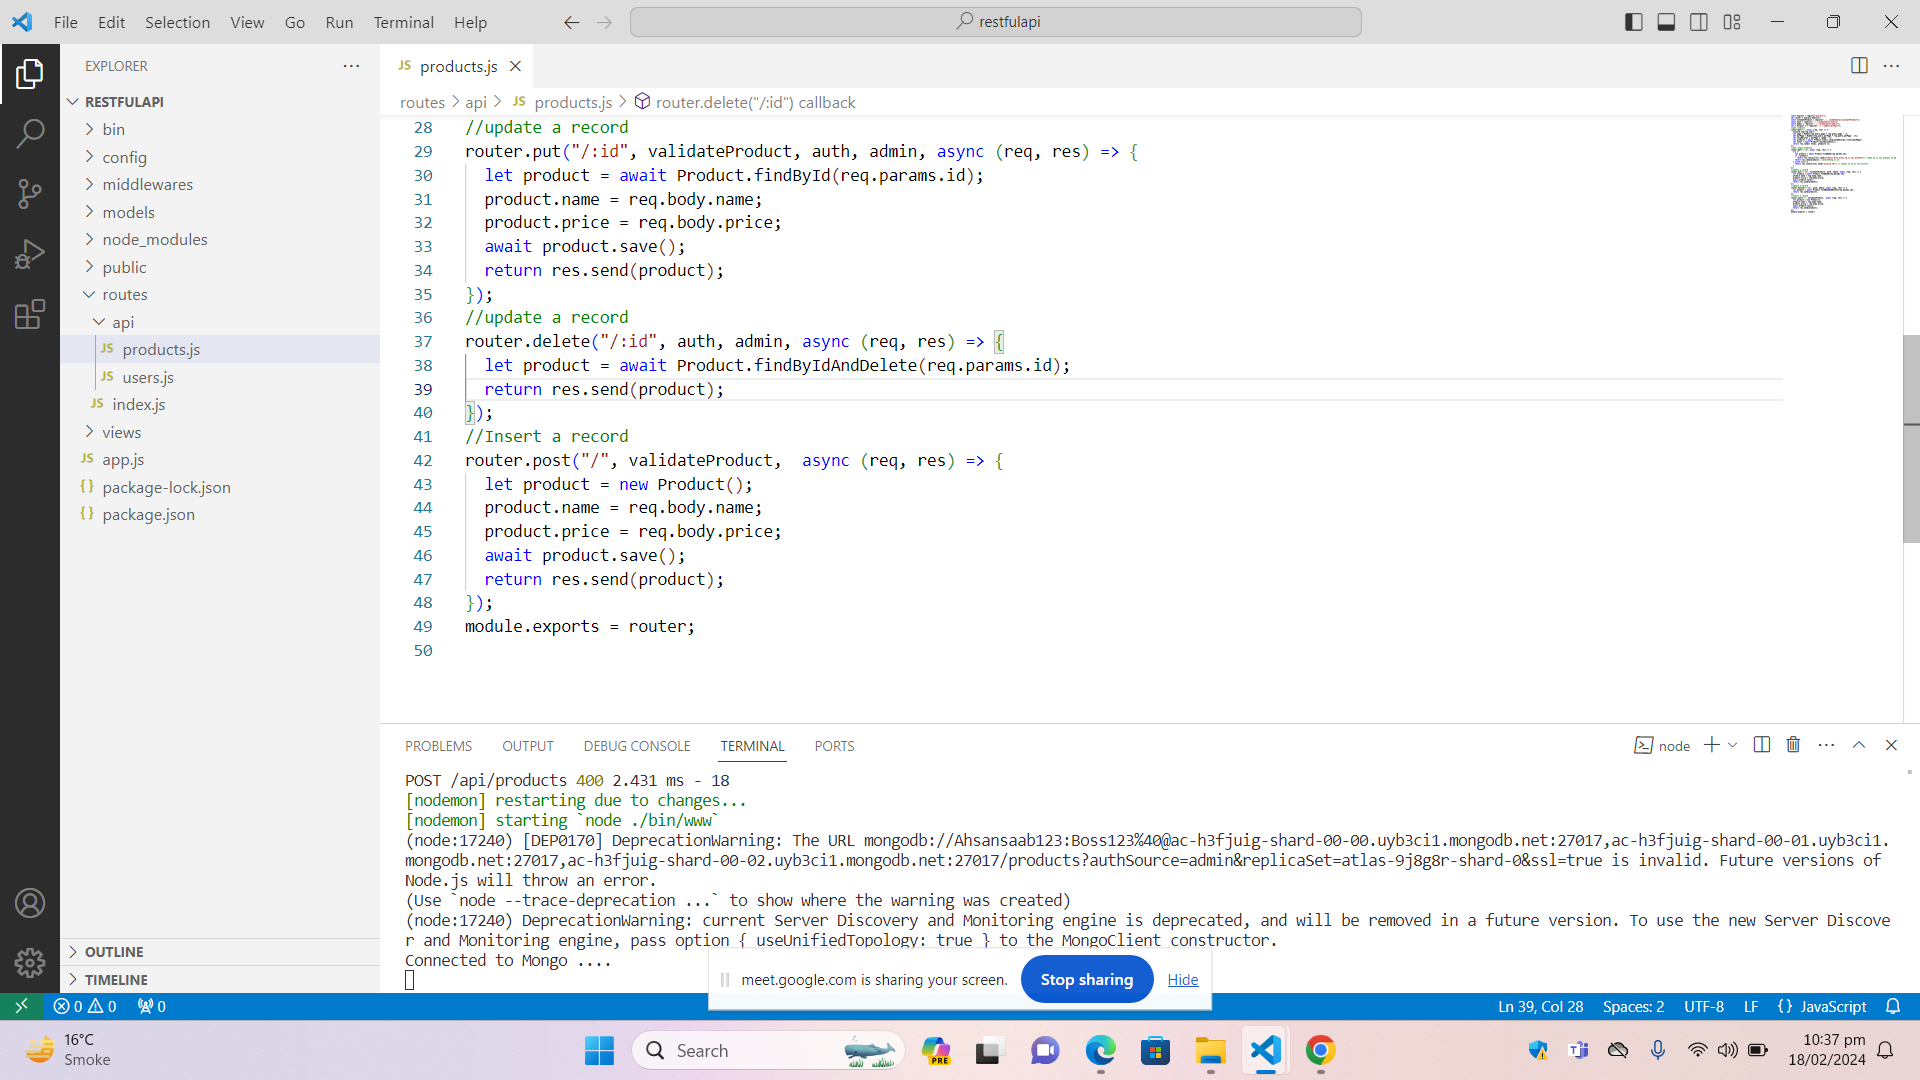 File Edit Selection View Go Run Terminal Help
restfulapi
EXPLORER
RESTFULAPI
bin
config
middlewares
models
node_modules
public
routes
api
JS products.js
JS users.js
JS index.js
views
JS app.js
{} package-lock.json
{} package.json
OUTLINE
TIMELINE
JS products.js
routes > api > JS products.js > router.delete("/:id") callback
28 //update a record
29 router.put("/:id", validateProduct, auth, admin, async (req, res) => {
30 let product = await Product.findById(req.params.id);
31 product.name = req.body.name;
32 product.price = req.body.price;
33 await product.save();
34 return res.send(product);
35 });
36 //update a record
37 router.delete("/:id", auth, admin, async (req, res) => {
38 let product = await Product.findByIdAndDelete(req.params.id);
39 return res.send(product);
40 });
41 //Insert a record
42 router.post("/", validateProduct,  async (req, res) => {
43 let product = new Product();
44 product.name = req.body.name;
45 product.price = req.body.price;
46 await product.save();
47 return res.send(product);
48 });
49 module.exports = router;
50
PROBLEMS OUTPUT DEBUG CONSOLE TERMINAL PORTS
node
POST /api/products 400 2.431 ms - 18
[nodemon] restarting due to changes...
[nodemon] starting `node ./bin/www`
(node:17240) [DEP0170] DeprecationWarning: The URL mongodb://Ahsansaab123:Boss123%40@ac-h3fjuig-shard-00-00.uyb3ci1.mongodb.net:27017,ac-h3fjuig-shard-00-01.uyb3ci1.
mongodb.net:27017,ac-h3fjuig-shard-00-02.uyb3ci1.mongodb.net:27017/products?authSource=admin&replicaSet=atlas-9j8g8r-shard-0&ssl=true is invalid. Future versions of
Node.js will throw an error.
(Use `node --trace-deprecation ...` to show where the warning was created)
(node:17240) DeprecationWarning: current Server Discovery and Monitoring engine is deprecated, and will be removed in a future version. To use the new Server Discove
r and Monitoring engine, pass option { useUnifiedTopology: true } to the MongoClient constructor.
Connected to Mongo ....
meet.google.com is sharing your screen. Stop sharing Hide
0 0 0
Ln 39, Col 28 Spaces: 2 UTF-8 LF {} JavaScript
16°C
Smoke
Search
PRE
10:37 pm
18/02/2024